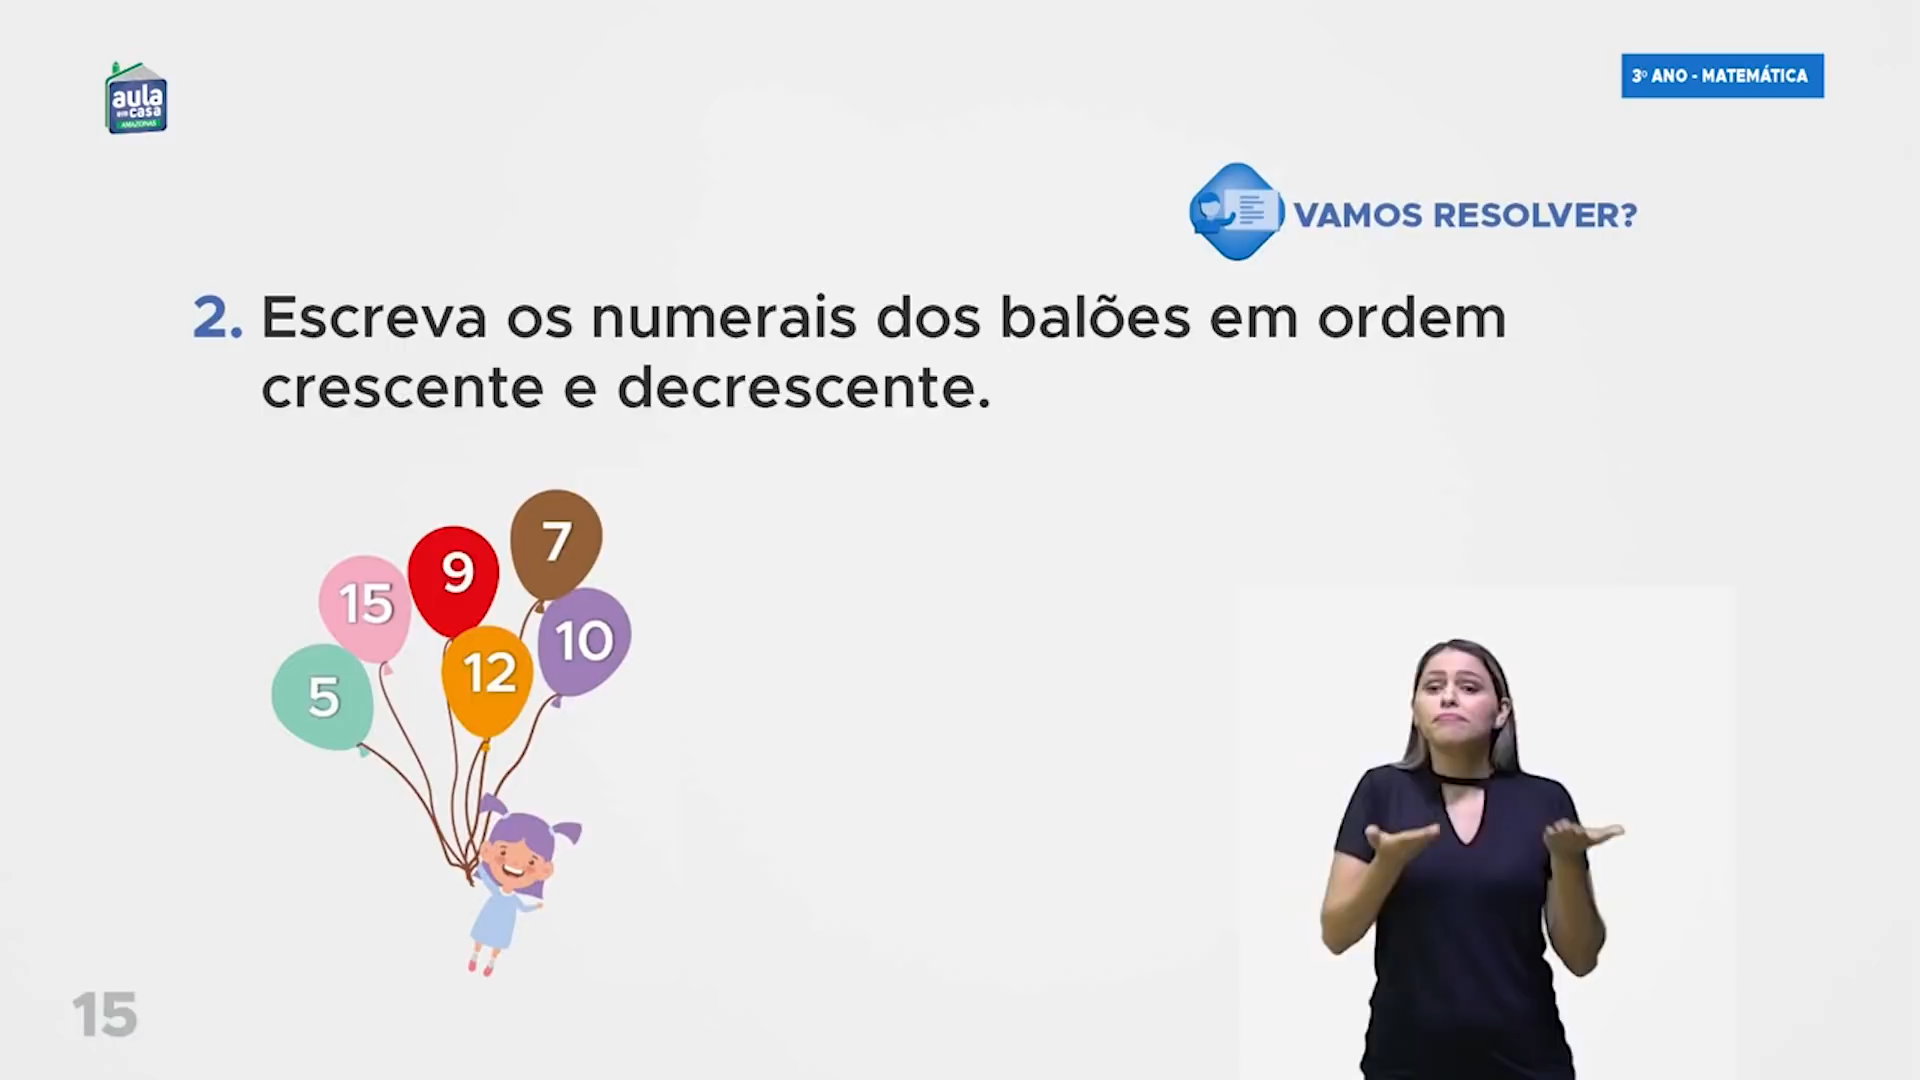 aula
em casa
AMAZONAS
3º ANO - MATEMÁTICA
VAMOS RESOLVER?
2. Escreva os numerais dos balões em ordem
crescente e decrescente.
7
9
15
10
12
5
15